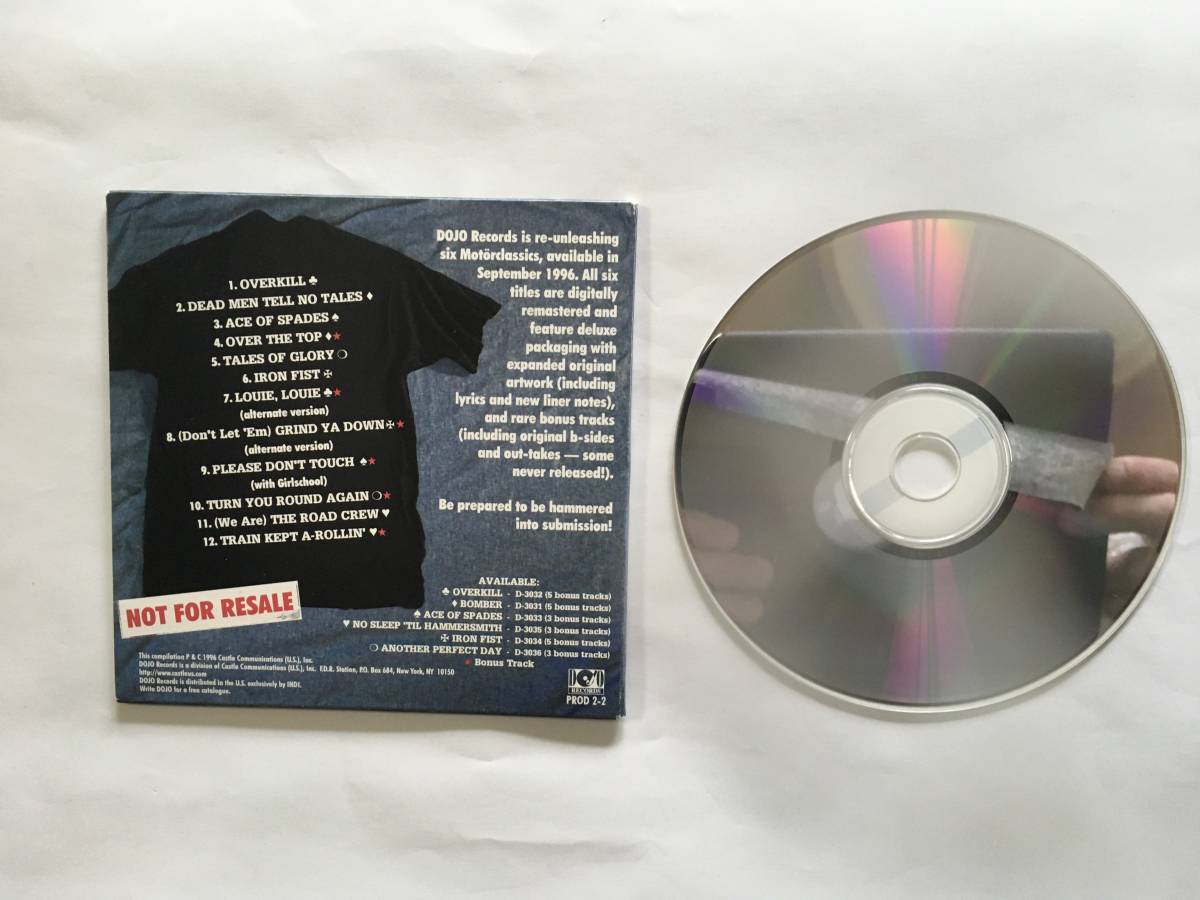 1. OVERKILL ♣
2. DEAD MEN TELL NO TALES ♦
3. ACE OF SPADES ♠
4. OVER THE TOP ♦★
5. TALES OF GLORY ❍
6. IRON FIST ✠
7. LOUIE, LOUIE ♣★
(alternate version)
8. (Don't Let 'Em) GRIND YA DOWN ✠★
(alternate version)
9. PLEASE DON'T TOUCH ♠★
(with Girlschool)
10. TURN YOU ROUND AGAIN ❍★
11. (We Are) THE ROAD CREW ♥
12. TRAIN KEPT A-ROLLIN' ♥★
NOT FOR RESALE
DOJO Records is re-unleashing
six Motörclassics, available in
September 1996. All six
titles are digitally
remastered and
feature deluxe
packaging with
expanded original
artwork (including
lyrics and new liner notes),
and rare bonus tracks
(including original b-sides
and out-takes — some
never released!).
Be prepared to be hammered
into submission!
AVAILABLE:
♣ OVERKILL - D-3032 (5 bonus tracks)
♦ BOMBER - D-3031 (5 bonus tracks)
♠ ACE OF SPADES - D-3033 (3 bonus tracks)
♥ NO SLEEP 'TIL HAMMERSMITH - D-3035 (3 bonus tracks)
✠ IRON FIST - D-3034 (5 bonus tracks)
❍ ANOTHER PERFECT DAY - D-3036 (3 bonus tracks)
★ Bonus Track
This compilation P & C 1996 Castle Communications (U.S.), Inc.
DOJO Records is a division of Castle Communications (U.S.), Inc. F.D.R. Station, P.O. Box 684, New York, NY 10150
http://www.castleus.com
DOJO Records is distributed in the U.S. exclusively by INDI.
Write DOJO for a free catalogue.
DOJO
RECORDS
PROD 2-2